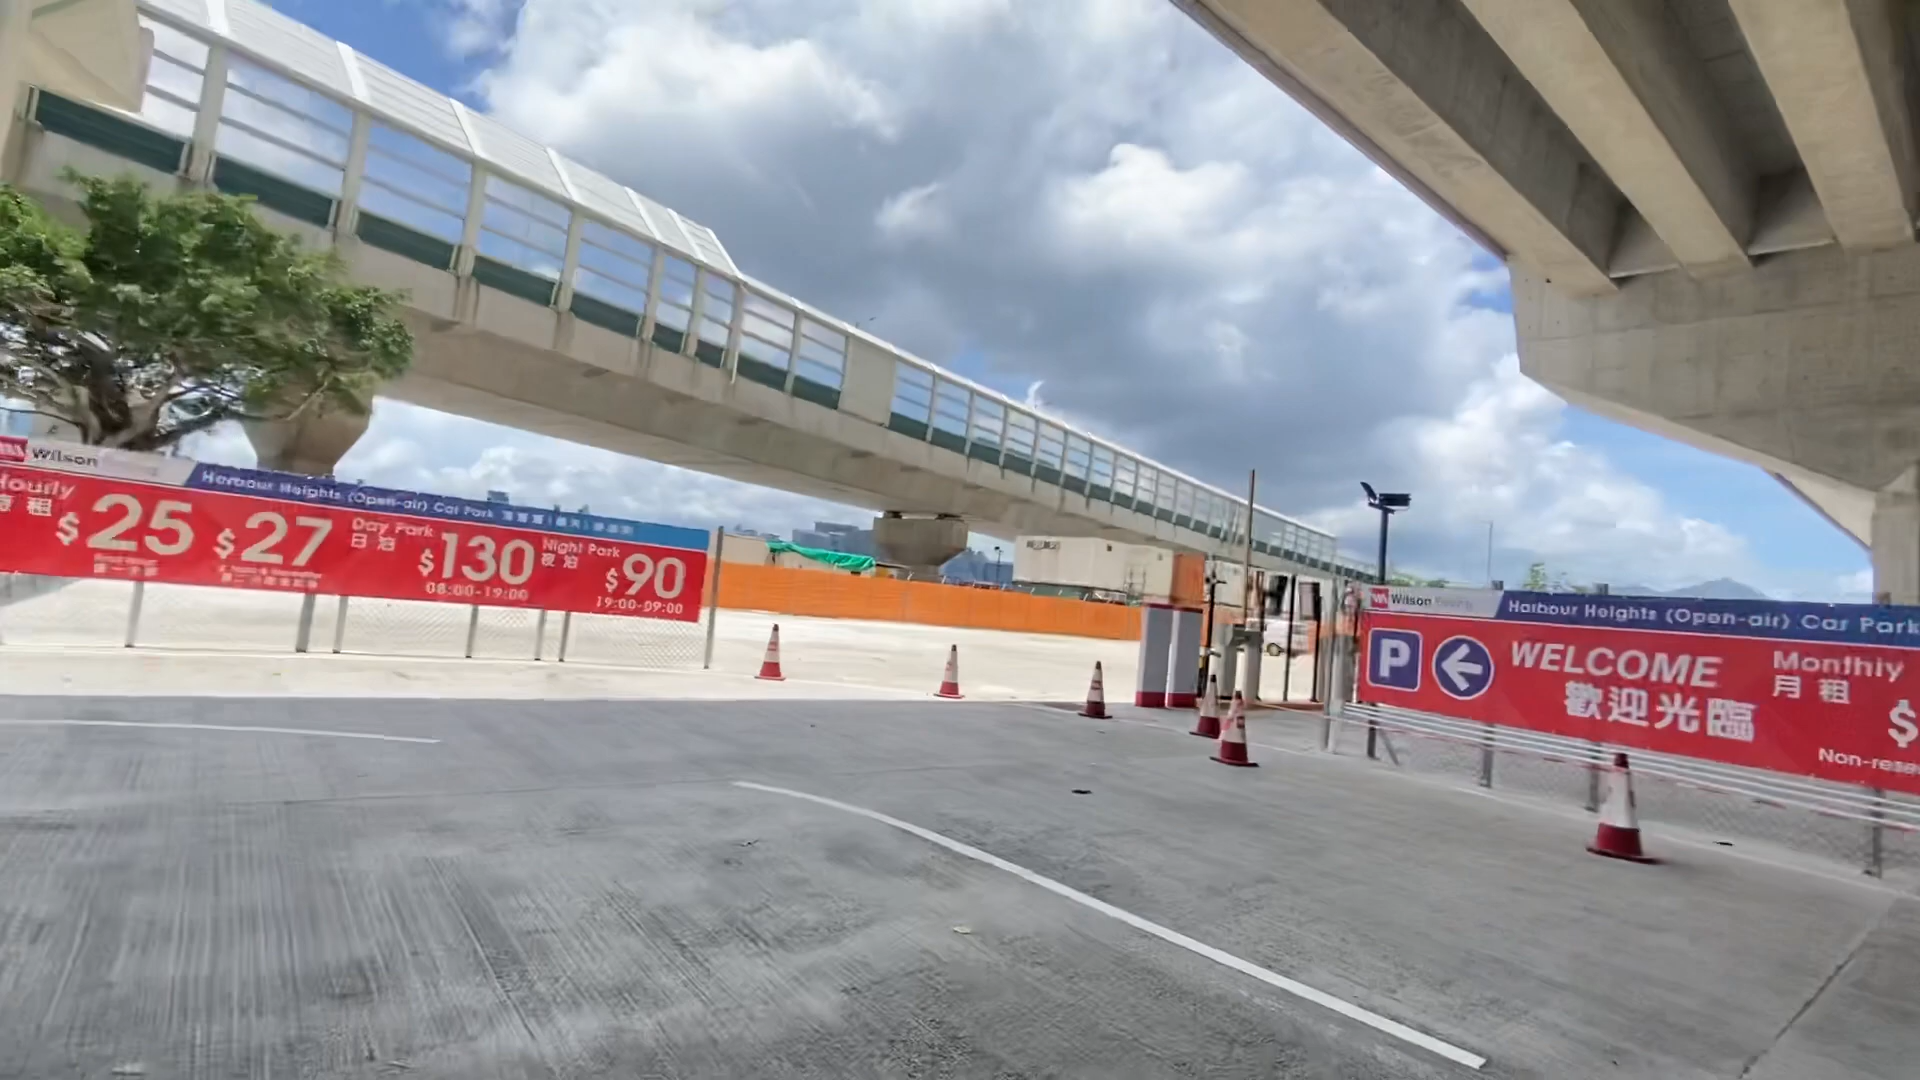 Wilson
Harbour Heights (Open-air) Car Park
Hourly
租
$25
$27
Day Park
日泊
$130
08:00-19:00
Night Park
夜泊
$90
19:00-09:00
Wilson
Harbour Heights (Open-air) Car Park
P
WELCOME
歡迎光臨
Monthly
月租
$